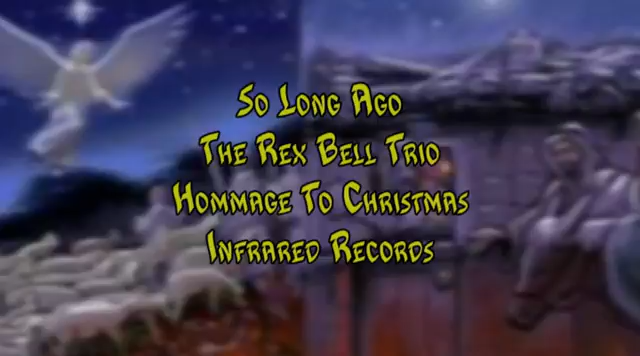 So Long Ago
The Rex Bell Trio
Hommage To Christmas
Infrared Records